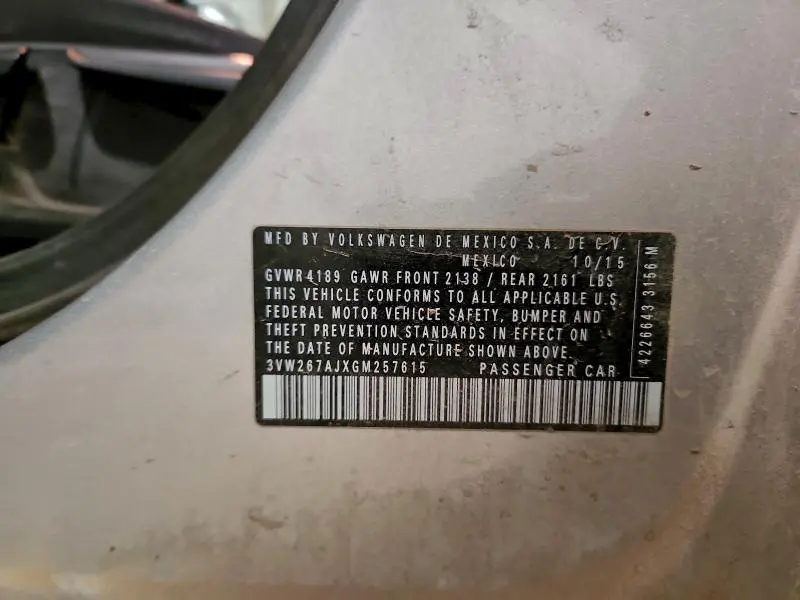 MFD BY VOLKSWAGEN DE MEXICO S.A. DE C.V.
MEXICO 10/15
GVWR 4189 GAWR FRONT 2138 / REAR 2161 LBS
THIS VEHICLE CONFORMS TO ALL APPLICABLE U.S.
FEDERAL MOTOR VEHICLE SAFETY, BUMPER AND
THEFT PREVENTION STANDARDS IN EFFECT ON
THE DATE OF MANUFACTURE SHOWN ABOVE.
3VW267AJXGM257615 PASSENGER CAR
4226643 3156 M